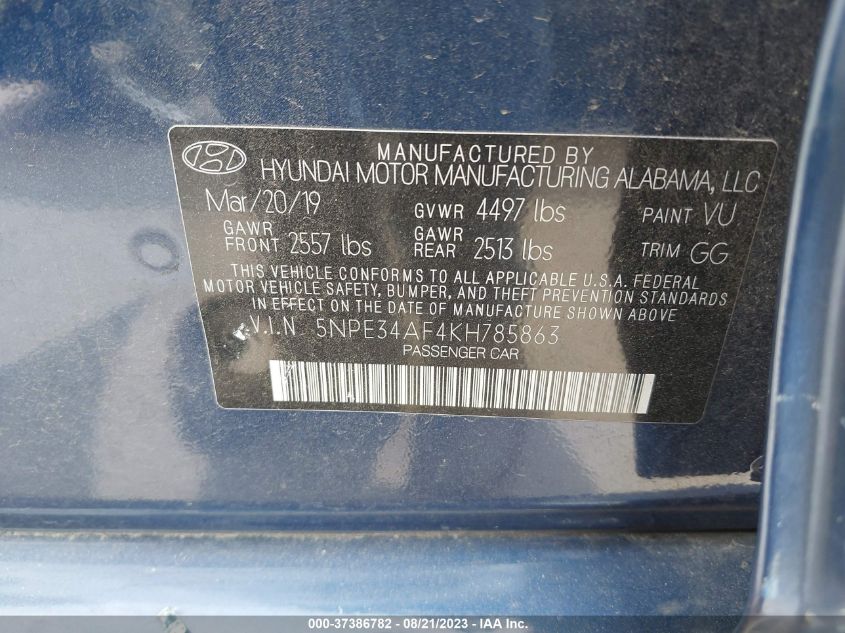 MANUFACTURED BY
HYUNDAI MOTOR MANUFACTURING ALABAMA, LLC
Mar/20/19 GVWR 4497 lbs PAINT VU
GAWR FRONT 2557 lbs GAWR REAR 2513 lbs TRIM GG
THIS VEHICLE CONFORMS TO ALL APPLICABLE U.S.A. FEDERAL
MOTOR VEHICLE SAFETY, BUMPER, AND THEFT PREVENTION STANDARDS
IN EFFECT ON THE DATE OF MANUFACTURE SHOWN ABOVE.
V.I.N 5NPE34AF4KH785863
PASSENGER CAR
000-37386782 - 08/21/2023 - © IAA Inc.